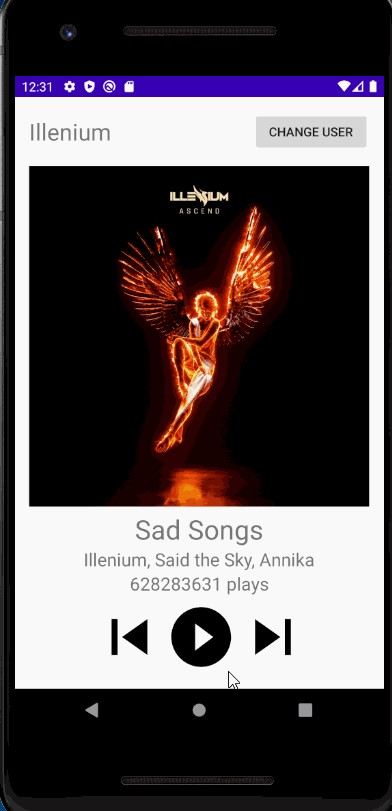 12:31
Illenium
CHANGE USER
ILLENIUM
ASCEND
Sad Songs
Illenium, Said the Sky, Annika
628283631 plays